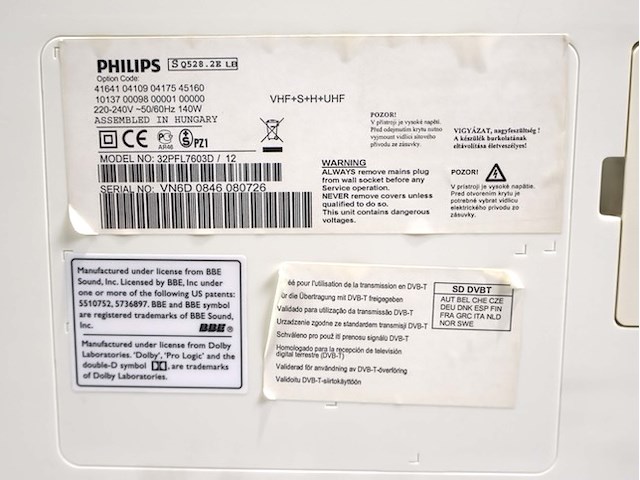 PHILIPS SQ528.2E LB
Option Code:
41641 04109 04175 45160
10137 00098 00001 00000
220-240V ~50/60Hz 140W
ASSEMBLED IN HUNGARY
VHF+S+H+UHF
CE AR46 S PZ1
MODEL NO: 32PFL7603D / 12
SERIAL NO: VN6D 0846 080726
WARNING
ALWAYS remove mains plug
from wall socket before any
Service operation.
NEVER remove covers unless
qualified to do so.
This unit contains dangerous
voltages.
POZOR!
V přístroji je vysoké napětí.
Před odejmutím krytu nutno
vyjmout vidlici síťového
přívodu ze zásuvky.
VIGYÁZAT, nagyfeszültség !
A készülék burkolatának
eltávolítása életveszélyes!
POZOR!
V prístroji je vysoké napätie.
Pred otvorením krytu je
potrebné vybrat vidlicu
elektrického prívodu zo
zásuvky.
Manufactured under license from BBE
Sound, Inc. Licensed by BBE, Inc under
one or more of the following US patents:
5510752, 5736897. BBE and BBE symbol
are registered trademarks of BBE Sound,
Inc. BBE ®
Manufactured under license from Dolby
Laboratories. 'Dolby', 'Pro Logic' and the
double-D symbol , are trademarks
of Dolby Laboratories.
éé pour l'utilisation de la transmission en DVB-T
ür die Übertragung mit DVB-T freigegeben
Validado para utilização da transmissão DVB-T
Urzadzenie zgodne ze standardem transmisji DVB-T
Schváleno pro použ ití prenosu signálu DVB-T
Homologado para la recepción de televisión
digital terrestre (DVB-T)
Validerad för användning av DVB-T-överföring
Validoitu DVB-T-siirtokäyttöön
SD DVBT
AUT BEL CHE CZE
DEU DNK ESP FIN
FRA GRC ITA NLD
NOR SWE